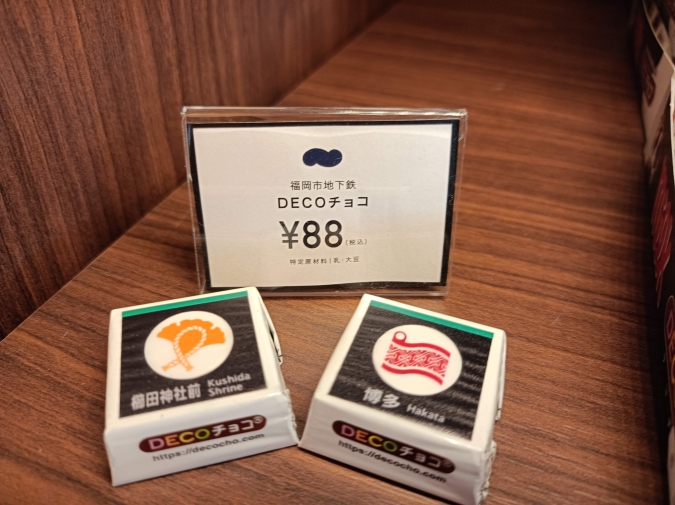 福岡市地下鉄
DECOチョコ
¥88(税込)
特定原材料|乳・大豆
櫛田神社前 Kushida Shrine
DECOチョコ®
https://decocho.com
博多 Hakata
DECOチョコ®
https://decocho.com